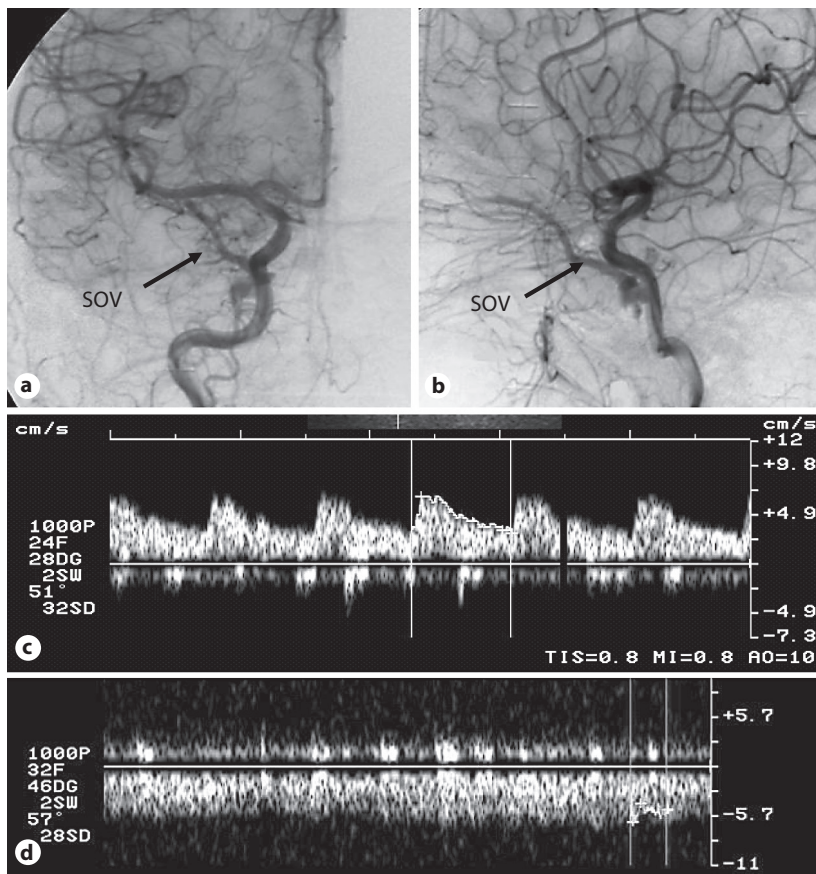 SOV
a
SOV
b
cm/s
cm/s
+12
+9.8
+4.9
1000P
24F
28DG
2SW
51°
32SD
-4.9
-7.3
c
TIS=0.8 MI=0.8 AO=10
+5.7
1000P
32F
46DG
2SW
57°
28SD
-5.7
-11
d